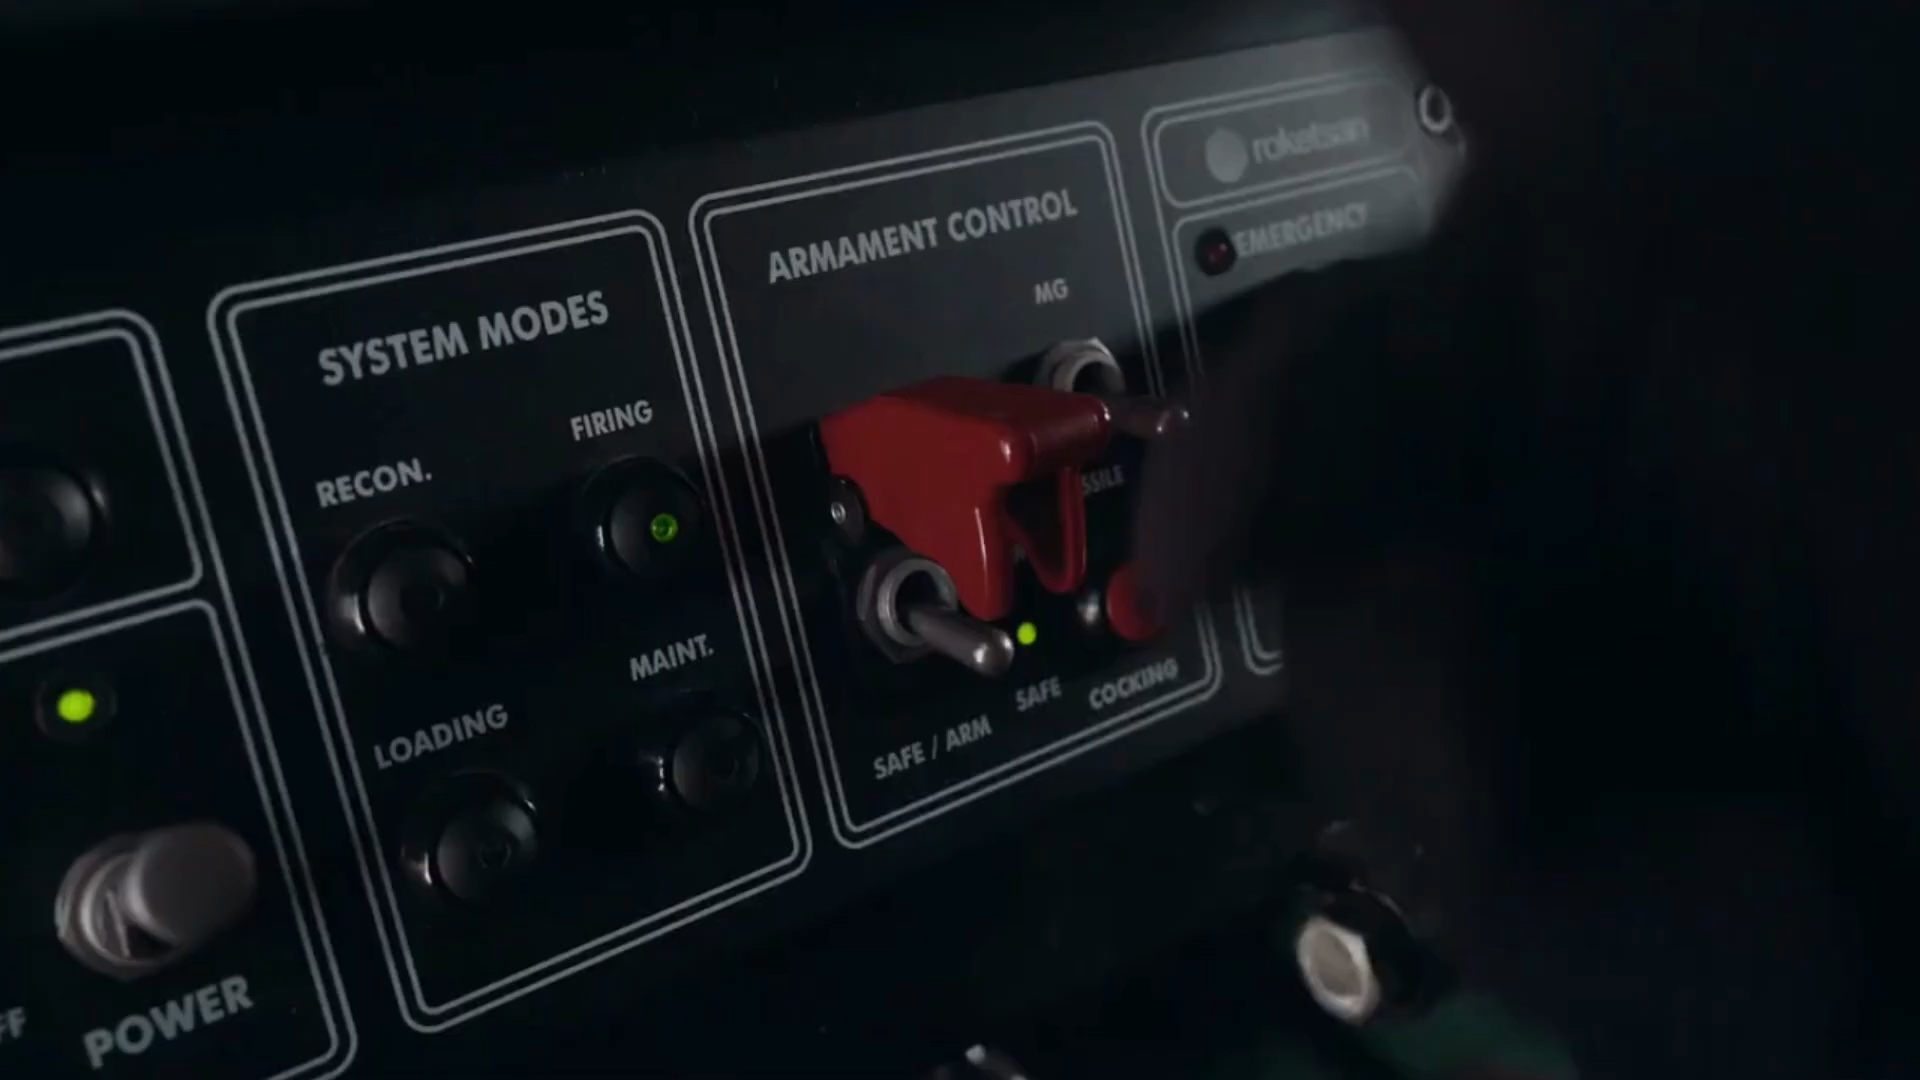 SYSTEM MODES
RECON.
FIRING
LOADING
MAINT.
POWER
ARMAMENT CONTROL
MG
SAFE / ARM
SAFE
COCKING
roketsan
EMERGENCY